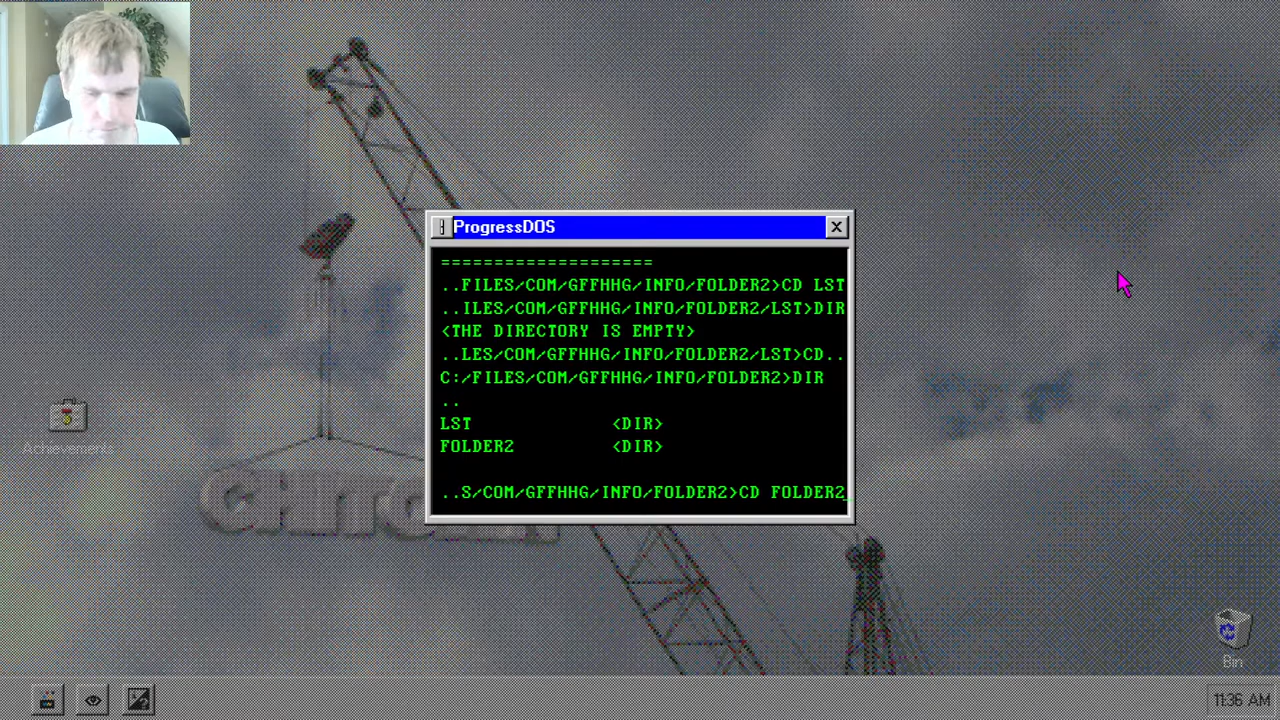 ProgressDOS
====================
..FILES/COM/GFFHHG/INFO/FOLDER2>CD LST
..ILES/COM/GFFHHG/INFO/FOLDER2/LST>DIR
<THE DIRECTORY IS EMPTY>
..LES/COM/GFFHHG/INFO/FOLDER2/LST>CD..
C:/FILES/COM/GFFHHG/INFO/FOLDER2>DIR
..
LST <DIR>
FOLDER2 <DIR>
..S/COM/GFFHHG/INFO/FOLDER2>CD FOLDER2_
Achievements
Bin
11:36 AM